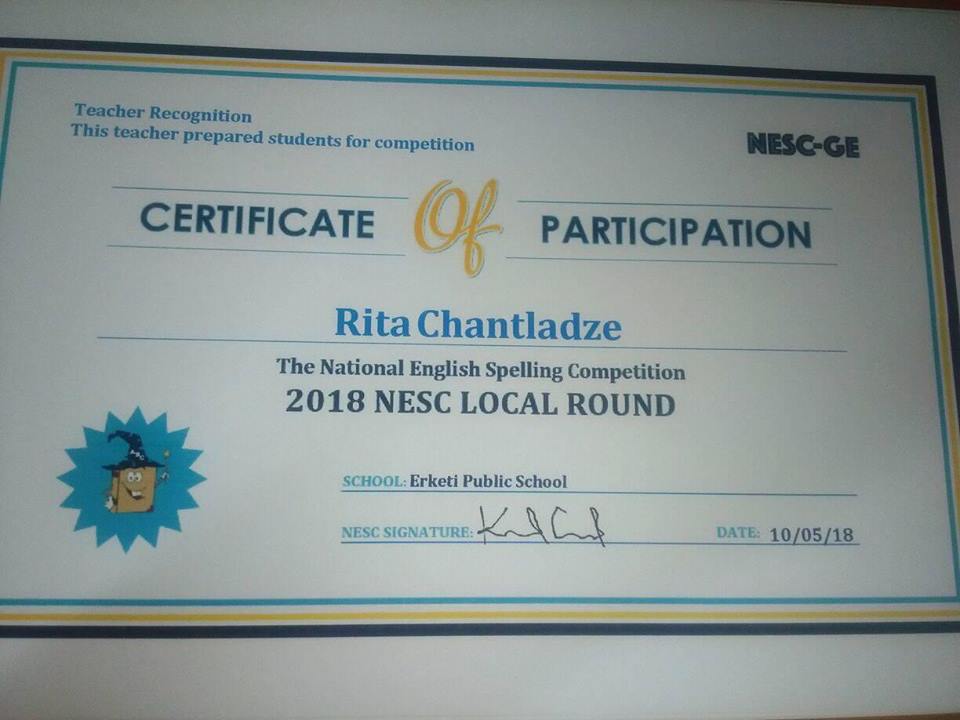 Teacher Recognition
This teacher prepared students for competition
NESC-GE
CERTIFICATE Of PARTICIPATION
Rita Chantladze
The National English Spelling Competition
2018 NESC LOCAL ROUND
SCHOOL: Erketi Public School
NESC SIGNATURE:
DATE: 10/05/18